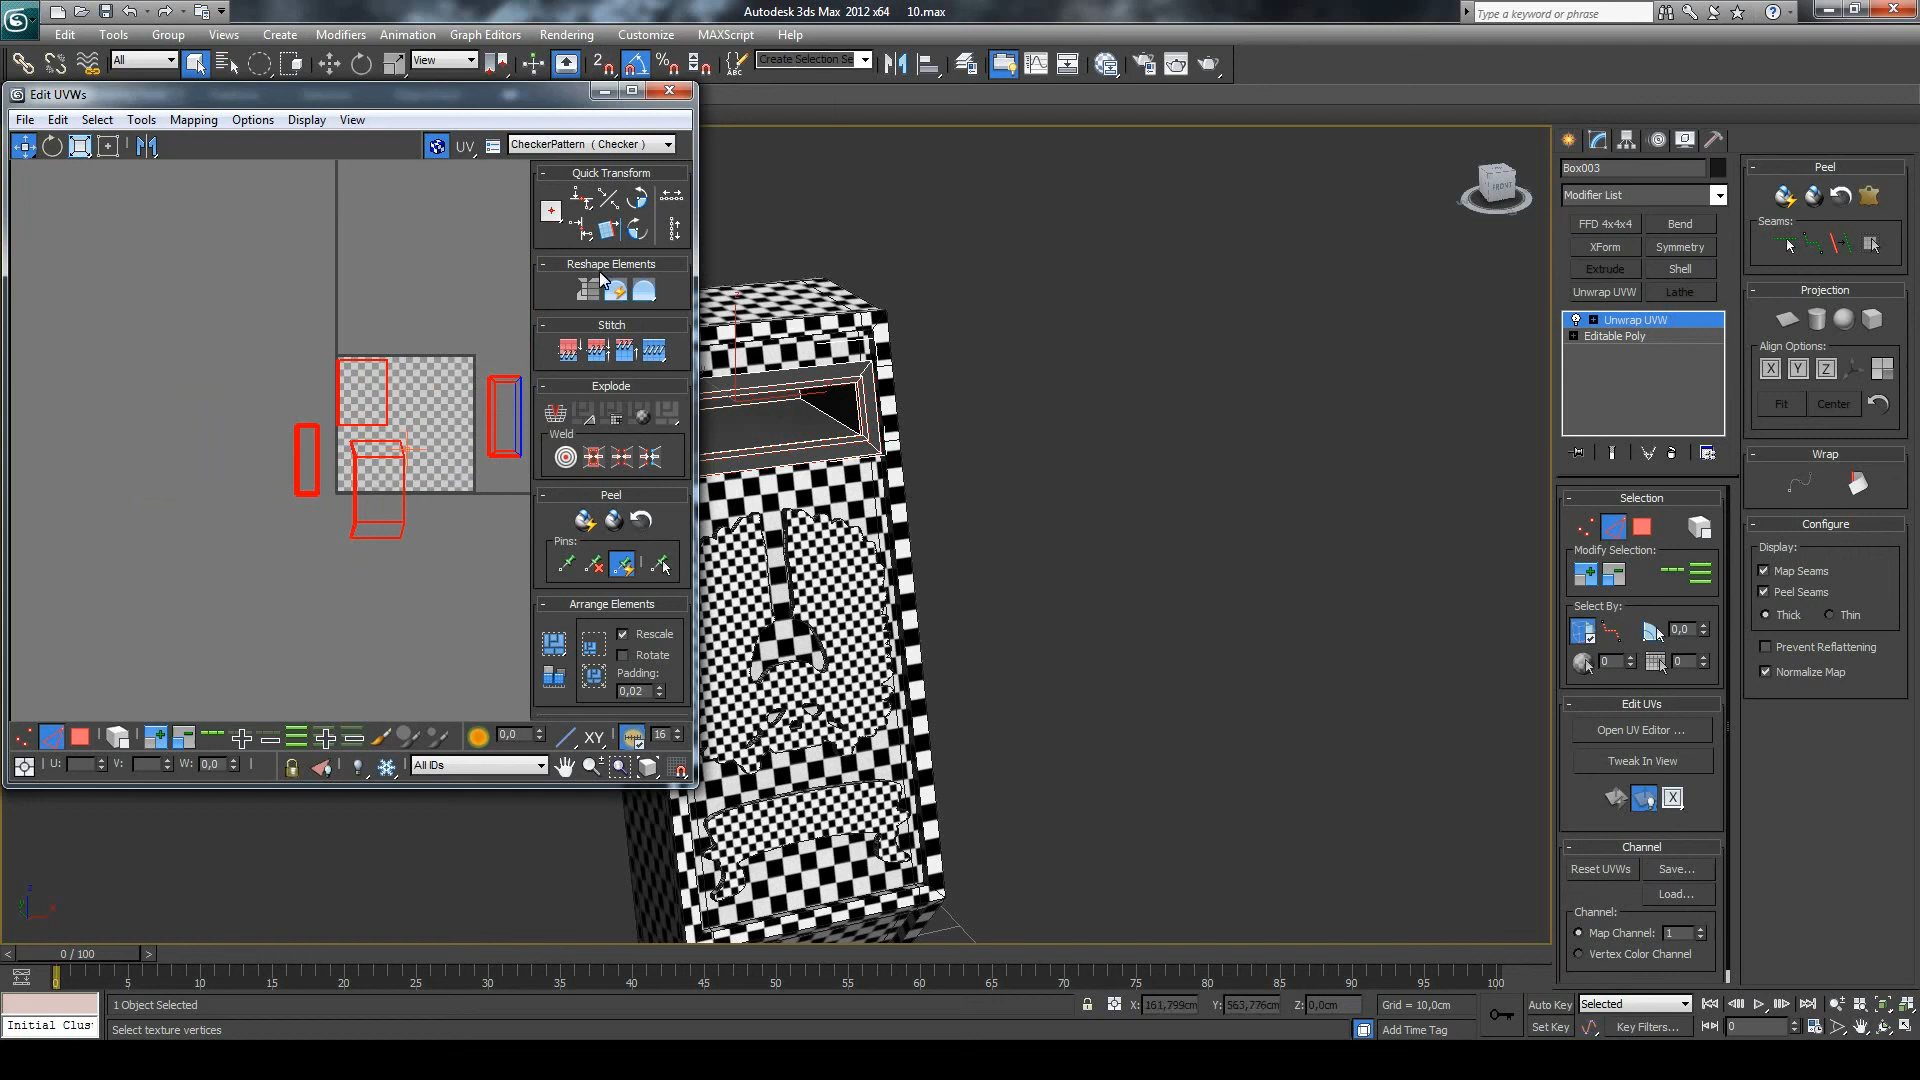 Autodesk 3ds Max 2012 x64 10.max
Type a keyword or phrase
Edit Tools Group Views Create Modifiers Animation Graph Editors Rendering Customize MAXScript Help
All
View
Create Selection Se
Edit UVWs
File Edit Select Tools Mapping Options Display View
UV
CheckerPattern ( Checker )
Quick Transform
Reshape Elements
Stitch
Explode
Weld
Peel
Pins:
Arrange Elements
Rescale
Rotate
Padding:
0,02
0,0
XY
16
U: V: W: 0,0
All IDs
FRONT
Box003
Modifier List
FFD 4x4x4 Bend
XForm Symmetry
Extrude Shell
Unwrap UVW Lathe
Unwrap UVW
Editable Poly
Selection
Modify Selection:
Select By:
0,0
0 0
Edit UVs
Open UV Editor ...
Tweak In View
Channel
Reset UVWs Save...
Load...
Channel:
Map Channel: 1
Vertex Color Channel
Peel
Seams:
Projection
Align Options:
X Y Z
Fit Center
Wrap
Configure
Display:
Map Seams
Peel Seams
Thick Thin
Prevent Reflattening
Normalize Map
0 / 100
0 5 10 15 20 25 30 35 40 45 50 55 60 65 70 75 80 85 90 95 100
1 Object Selected
X: 161,799cm Y: 563,776cm Z: 0,0cm Grid = 10,0cm
Auto Key Selected
Initial Clus
Select texture vertices
Add Time Tag
Set Key Key Filters...
0